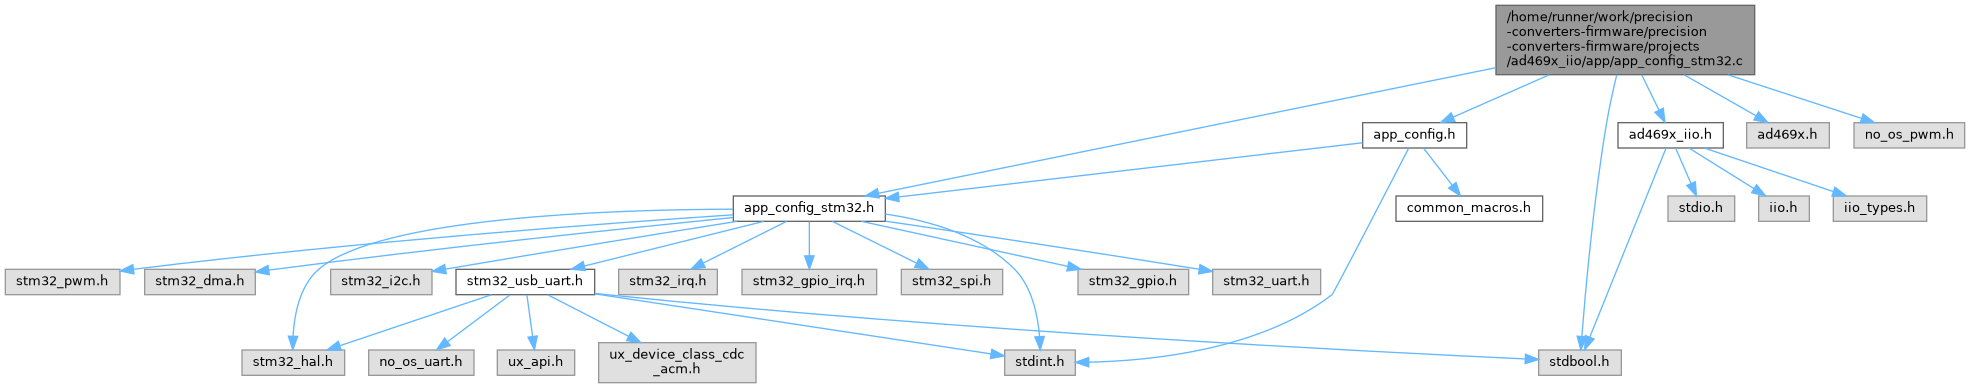 /home/runner/work/precision
-converters-firmware/precision
-converters-firmware/projects
/ad469x_iio/app/app_config_stm32.c
app_config.h
ad469x_iio.h
ad469x.h
no_os_pwm.h
app_config_stm32.h
common_macros.h
stdio.h
iio.h
iio_types.h
stm32_pwm.h
stm32_dma.h
stm32_i2c.h
stm32_usb_uart.h
stm32_irq.h
stm32_gpio_irq.h
stm32_spi.h
stm32_gpio.h
stm32_uart.h
stm32_hal.h
no_os_uart.h
ux_api.h
ux_device_class_cdc
_acm.h
stdint.h
stdbool.h